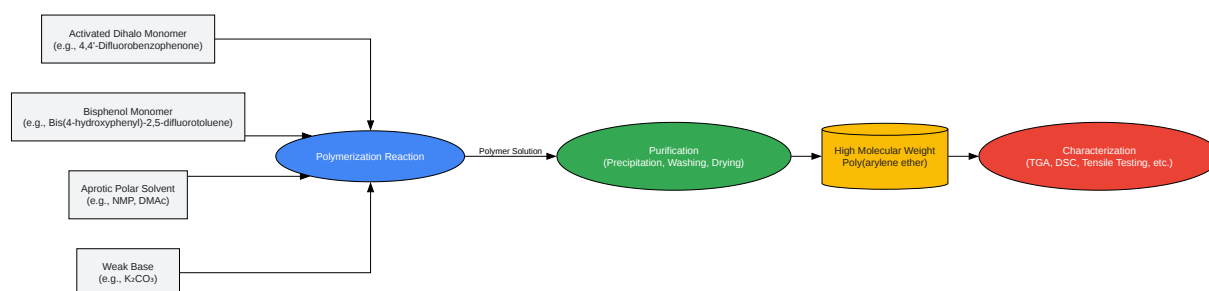 Activated Dihalo Monomer
(e.g., 4,4'-Difluorobenzophenone)
Bisphenol Monomer
(e.g., Bis(4-hydroxyphenyl)-2,5-difluorotoluene)
Aprotic Polar Solvent
(e.g., NMP, DMAc)
Weak Base
(e.g., K₂CO₃)
Polymerization Reaction
Polymer Solution
Purification
(Precipitation, Washing, Drying)
High Molecular Weight
Poly(arylene ether)
Characterization
(TGA, DSC, Tensile Testing, etc.)